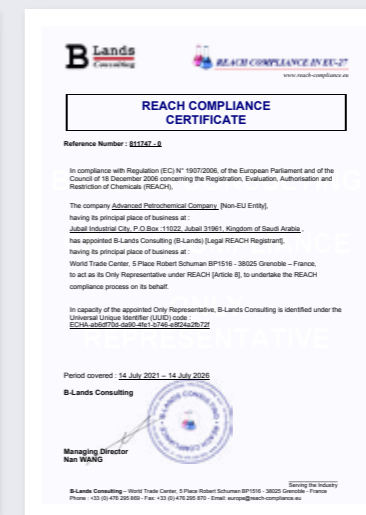 B Lands
Consulting
REACH COMPLIANCE IN EU-27
www.reach-compliance.eu
REACH COMPLIANCE
CERTIFICATE
Reference Number : 811747 - 0
In compliance with Regulation (EC) N° 1907/2006, of the European Parliament and of the
Council of 18 December 2006 concerning the Registration, Evaluation, Authorisation and
Restriction of Chemicals (REACH),
The company Advanced Petrochemical Company [Non-EU Entity],
having its principal place of business at :
Jubail Industrial City, P.O.Box :11022, Jubail 31961, Kingdom of Saudi Arabia ,
has appointed B-Lands Consulting (B-Lands) [Legal REACH Registrant],
having its principal place of business at :
World Trade Center, 5 Place Robert Schuman BP1516 - 38025 Grenoble – France,
to act as its Only Representative under REACH [Article 8], to undertake the REACH
compliance process on its behalf.
ONLY
REPRESENTATIVE
In capacity of the appointed Only Representative, B-Lands Consulting is identified under the
Universal Unique Identifier (UUID) code :
Period covered : 14 July 2021 – 14 July 2026
B-Lands Consulting
B-LANDS CONSULTING
REACH COMPLIANCE
Managing Director
Nan WANG
Serving the Industry
B-Lands Consulting – World Trade Center, 5 Place Robert Schuman BP1516 - 38025 Grenoble - France
Phone : +33 (0) 476 295 869 - Fax: +33 (0) 476 295 870 - Email: europe@reach-compliance.eu